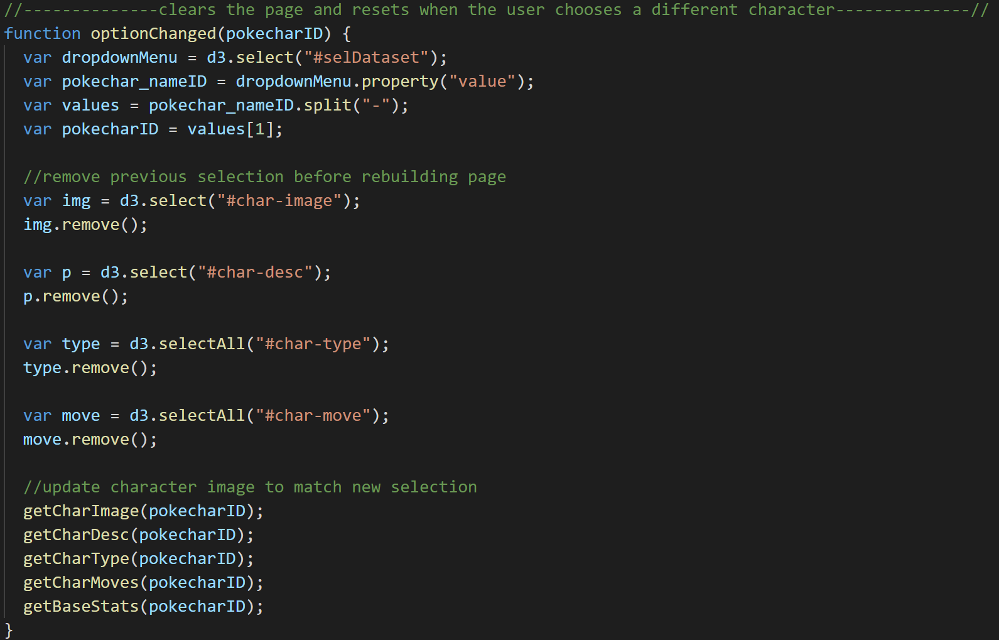 //--------------clears the page and resets when the user chooses a different character--------------//
function optionChanged(pokecharID) {
  var dropdownMenu = d3.select("#selDataset");
  var pokechar_nameID = dropdownMenu.property("value");
  var values = pokechar_nameID.split("-");
  var pokecharID = values[1];

  //remove previous selection before rebuilding page
  var img = d3.select("#char-image");
  img.remove();

  var p = d3.select("#char-desc");
  p.remove();

  var type = d3.selectAll("#char-type");
  type.remove();

  var move = d3.selectAll("#char-move");
  move.remove();

  //update character image to match new selection
  getCharImage(pokecharID);
  getCharDesc(pokecharID);
  getCharType(pokecharID);
  getCharMoves(pokecharID);
  getBaseStats(pokecharID);
}